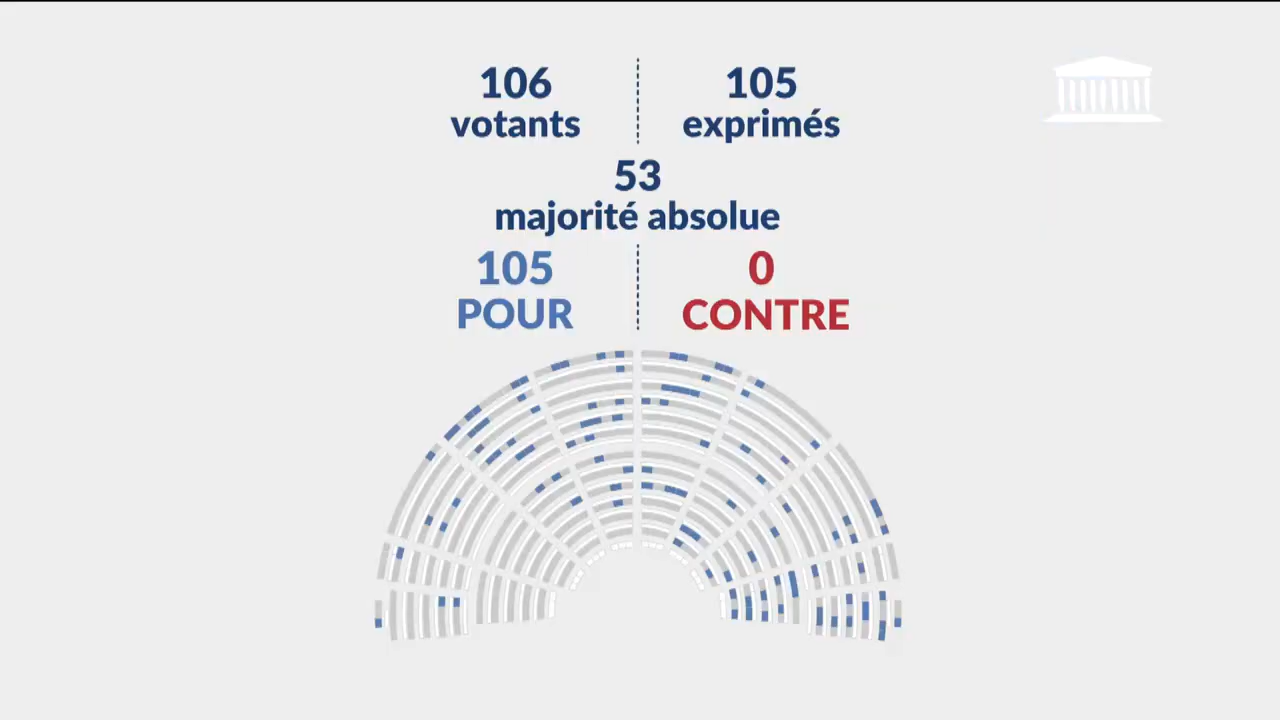 106
votants
105
exprimés
53
majorité absolue
105
POUR
0
CONTRE